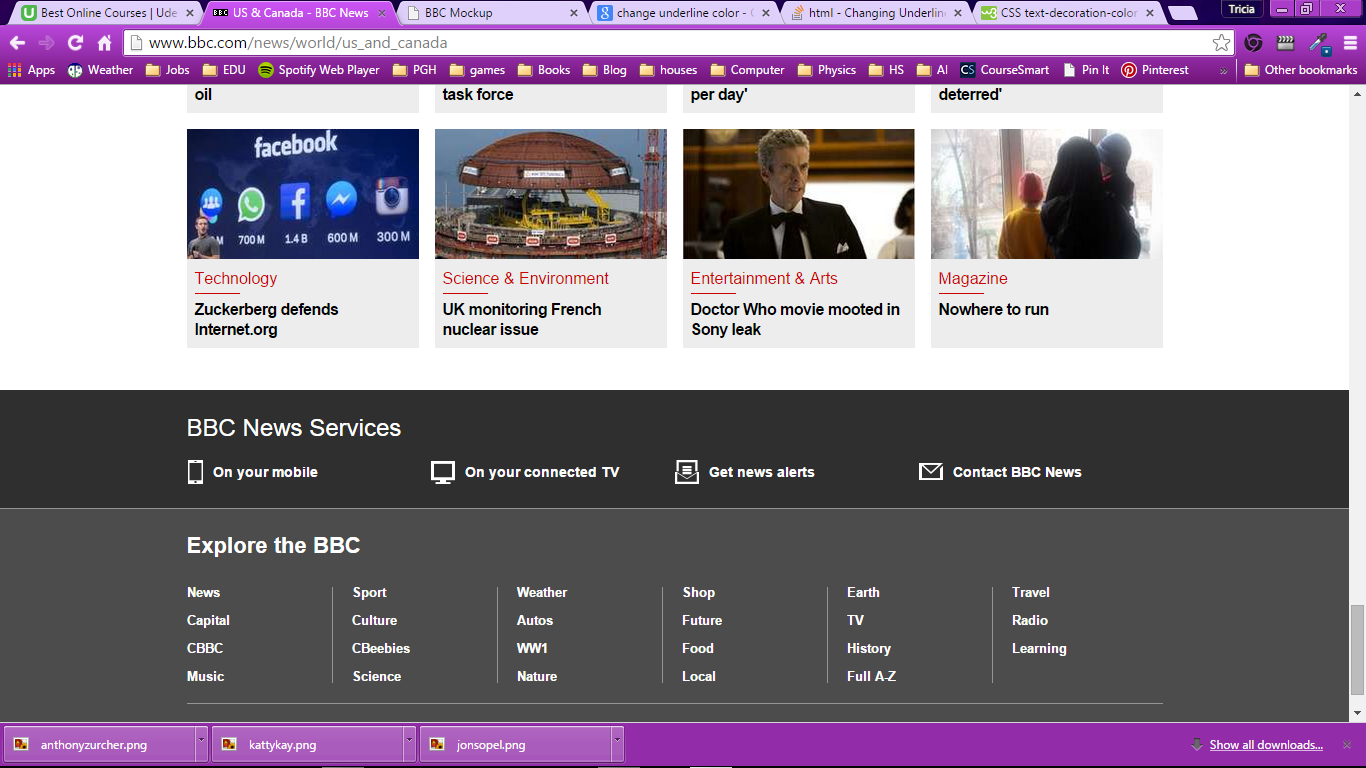 Best Online Courses | Ude
US & Canada - BBC News
BBC Mockup
change underline color - G
html - Changing Underlin
CSS text-decoration-color
Tricia
www.bbc.com/news/world/us_and_canada
Apps
Weather
Jobs
EDU
Spotify Web Player
PGH
games
Books
Blog
houses
Computer
Physics
HS
AI
CourseSmart
Pin It
Pinterest
»
Other bookmarks
oil
task force
per day'
deterred'
facebook
M 700 M 1.4 B 600 M 300 M
Technology
Zuckerberg defends
Internet.org
Science & Environment
UK monitoring French
nuclear issue
Entertainment & Arts
Doctor Who movie mooted in
Sony leak
Magazine
Nowhere to run
BBC News Services
On your mobile
On your connected TV
Get news alerts
Contact BBC News
Explore the BBC
News
Sport
Weather
Shop
Earth
Travel
Capital
Culture
Autos
Future
TV
Radio
CBBC
CBeebies
WW1
Food
History
Learning
Music
Science
Nature
Local
Full A-Z
anthonyzurcher.png
kattykay.png
jonsopel.png
Show all downloads...